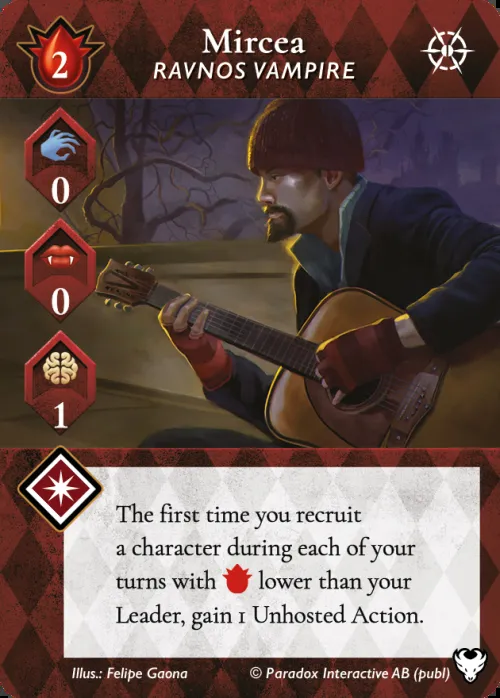 2
Mircea
RAVNOS VAMPIRE
0
0
1
The first time you recruit
a character during each of your
turns with lower than your
Leader, gain 1 Unhosted Action.
Illus.: Felipe Gaona © Paradox Interactive AB (publ)